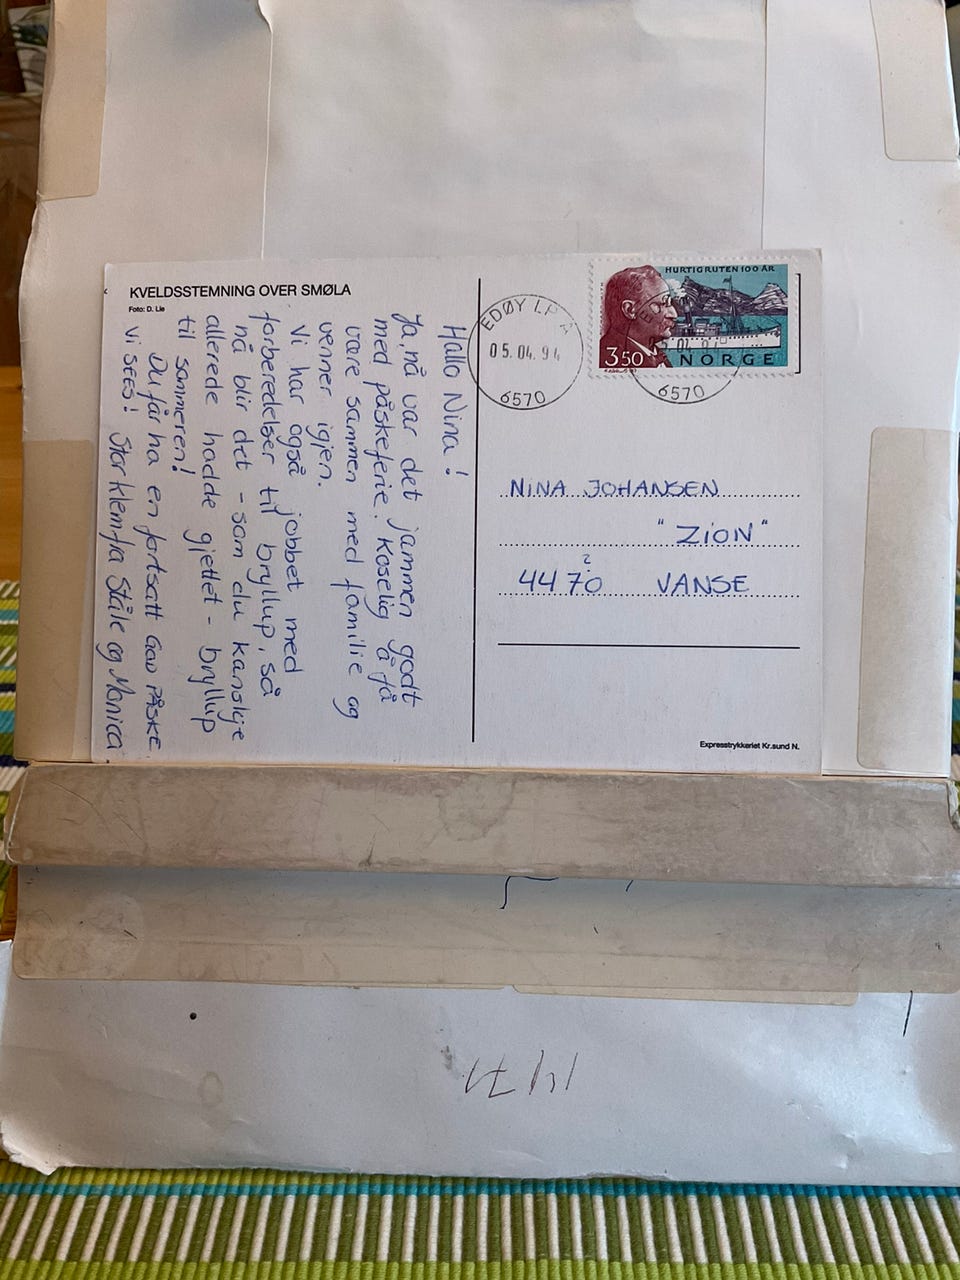 KVELDSSTEMNING OVER SMØLA
Foto: D. Lie
Hallo Nina!
Ja, nå var det jammen godt
med påskeferie. Koselig å få
være sammen med familie og
venner igjen.
Vi har også jobbet med
forberedelser til bryllup, så
nå blir det - som du kanskje
allerede hadde gjettet - bryllup
til sommeren!
Du får ha en fortsatt GOD PÅSKE
Vi SEES! Stor klem fra Ståle og Monica
HURTIGRUTEN 100 ÅR
3.50 NORGE
EDØY LP A
05.04.94
6570
6570
NINA JOHANSEN
"ZION"
?
4470 VANSE
Expresstrykkeriet Kr.sund N.